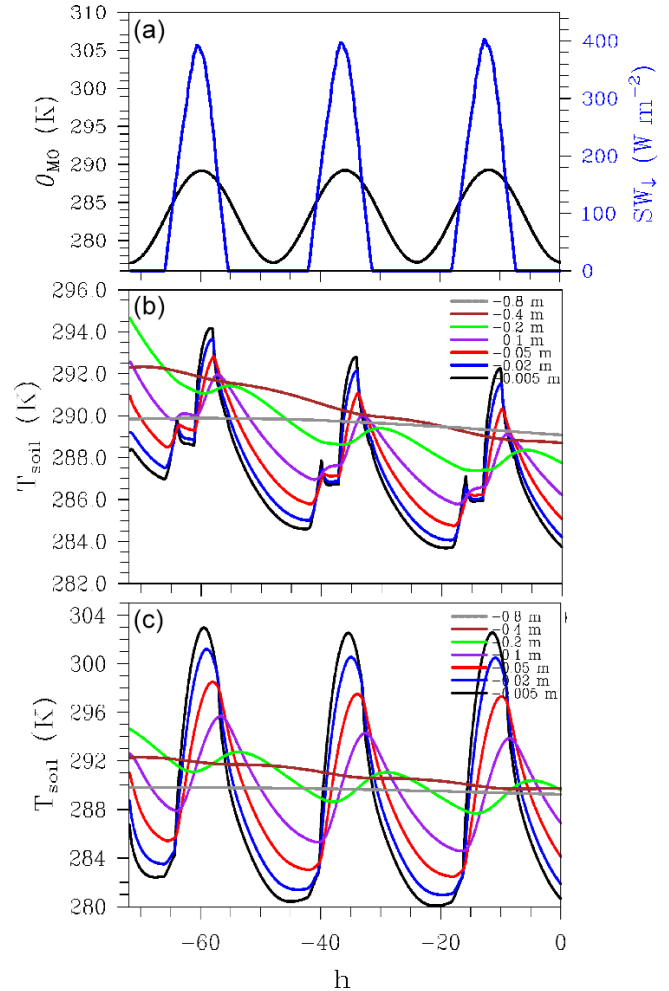 (a)
310
305
300
295
290
285
280
θMO (K)
400
300
200
100
0
SW↓ (W m⁻²)
(b)
296.0
294.0
292.0
290.0
288.0
286.0
284.0
282.0
Tsoil (K)
-0.8 m
-0.4 m
-0.2 m
0.1 m
-0.05 m
-0.02 m
-0.005 m
(c)
304
300
296
292
288
284
280
Tsoil (K)
-0.8 m
-0.4 m
-0.2 m
-0.1 m
-0.05 m
-0.02 m
-0.005 m
-60
-40
-20
0
h